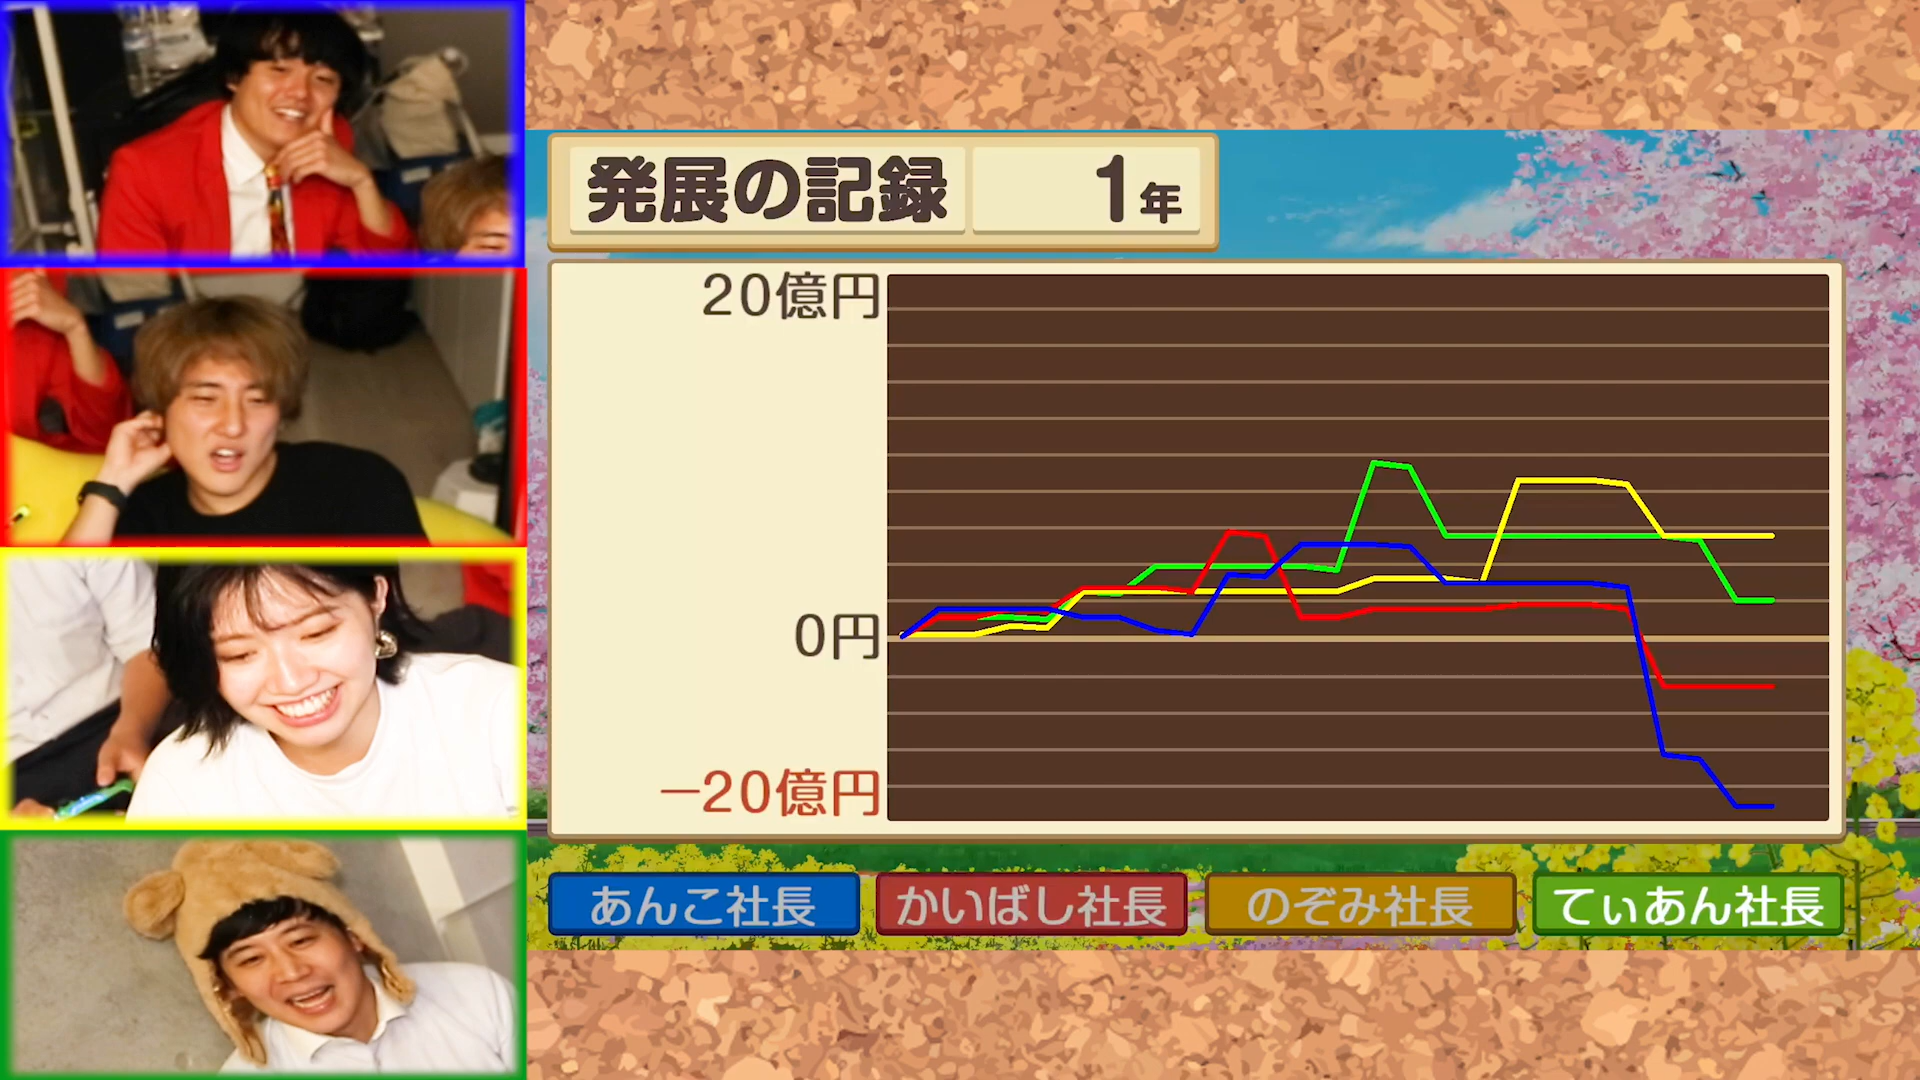 発展の記録 1年
20億円
0円
−20億円
あんこ社長 かいばし社長 のぞみ社長 てぃあん社長